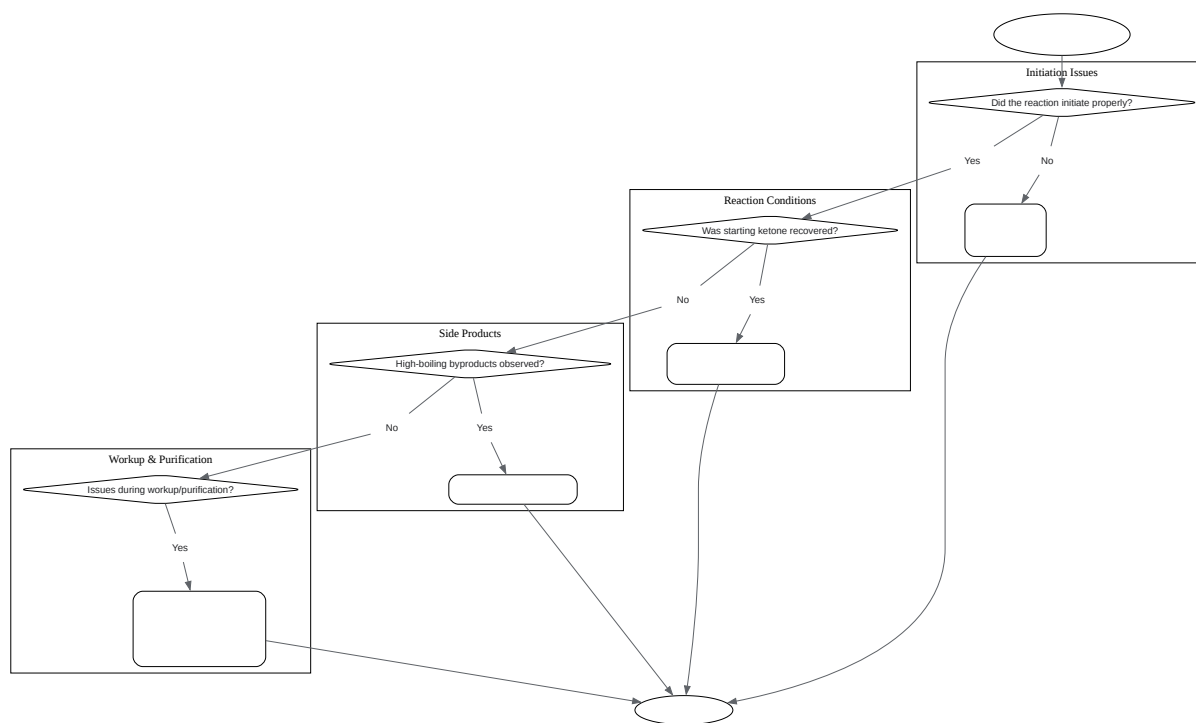 Initiation Issues
Did the reaction initiate properly?
Yes
No
Reaction Conditions
Was starting ketone recovered?
No
Yes
Side Products
High-boiling byproducts observed?
No
Yes
Workup & Purification
Issues during workup/purification?
Yes